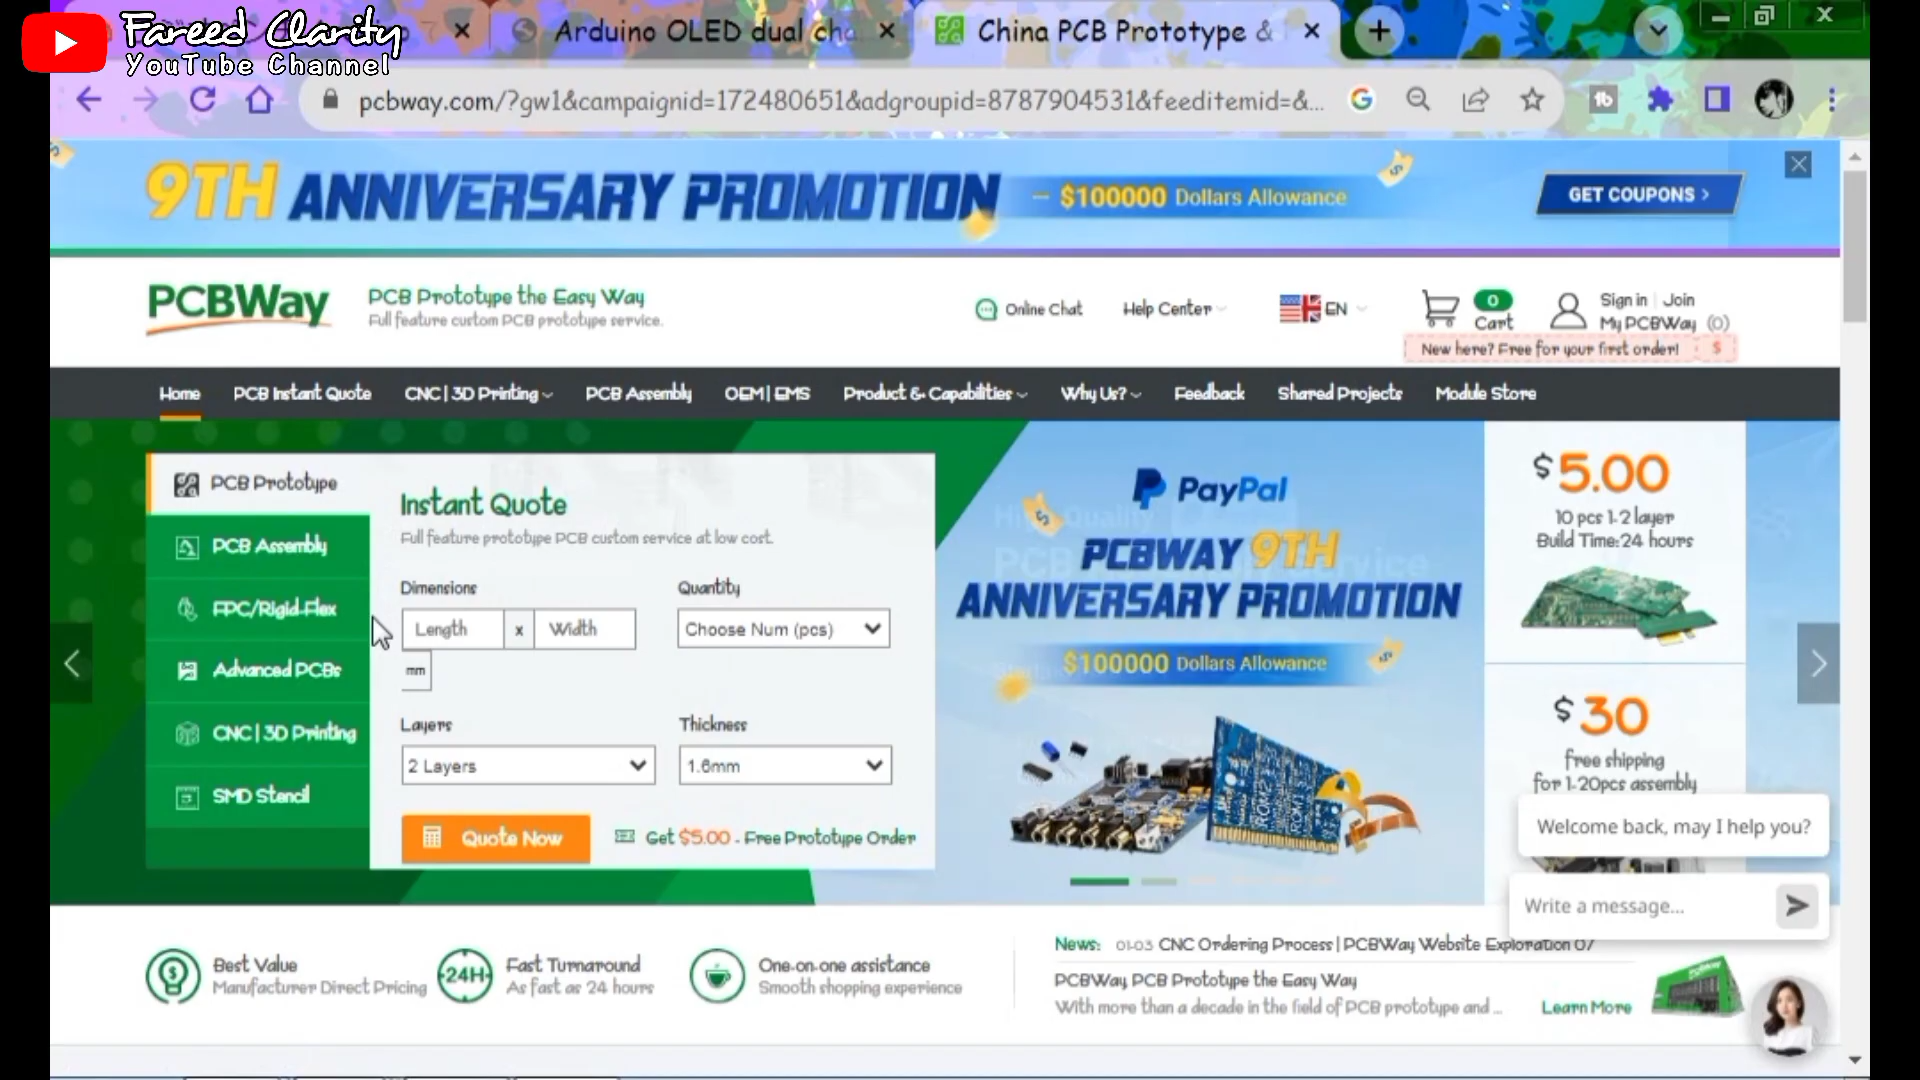 Fareed Clarity
YouTube Channel
Arduino OLED dual cha
China PCB Prototype &
pcbway.com/?gw1&campaignid=172480651&adgroupid=8787904531&feeditemid=&...
9TH ANNIVERSARY PROMOTION
$100000 Dollars Allowance
GET COUPONS >
PCBWay
PCB Prototype the Easy Way
Full feature custom PCB prototype service.
Online Chat
Help Center
EN
0
Cart
Sign in | Join
My PCBWay (0)
New here? Free for your first order! $
Home
PCB Instant Quote
CNC | 3D Printing
PCB Assembly
OEM | EMS
Product & Capabilities
Why Us?
Feedback
Shared Projects
Module Store
PCB Prototype
PCB Assembly
FPC/Rigid-Flex
Advanced PCBs
CNC | 3D Printing
SMD Stencil
Instant Quote
Full feature prototype PCB custom service at low cost.
Dimensions
Quantity
Length x Width
Choose Num (pcs)
mm
Layers
Thickness
2 Layers
1.6mm
Quote Now
Get $5.00 - Free Prototype Order
PayPal
PCBWAY 9TH
ANNIVERSARY PROMOTION
$100000 Dollars Allowance
$5.00
10 pcs 1-2 layer
Build Time:24 hours
$30
free shipping
for 1-20pcs assembly
Welcome back, may I help you?
Write a message...
Best Value
Manufacturer Direct Pricing
24H
Fast Turnaround
As fast as 24 hours
One-on-one assistance
Smooth shopping experience
News: 01-03 CNC Ordering Process | PCBWay Website Exploration 07
PCBWay, PCB Prototype the Easy Way
With more than a decade in the field of PCB prototype and ...
Learn More